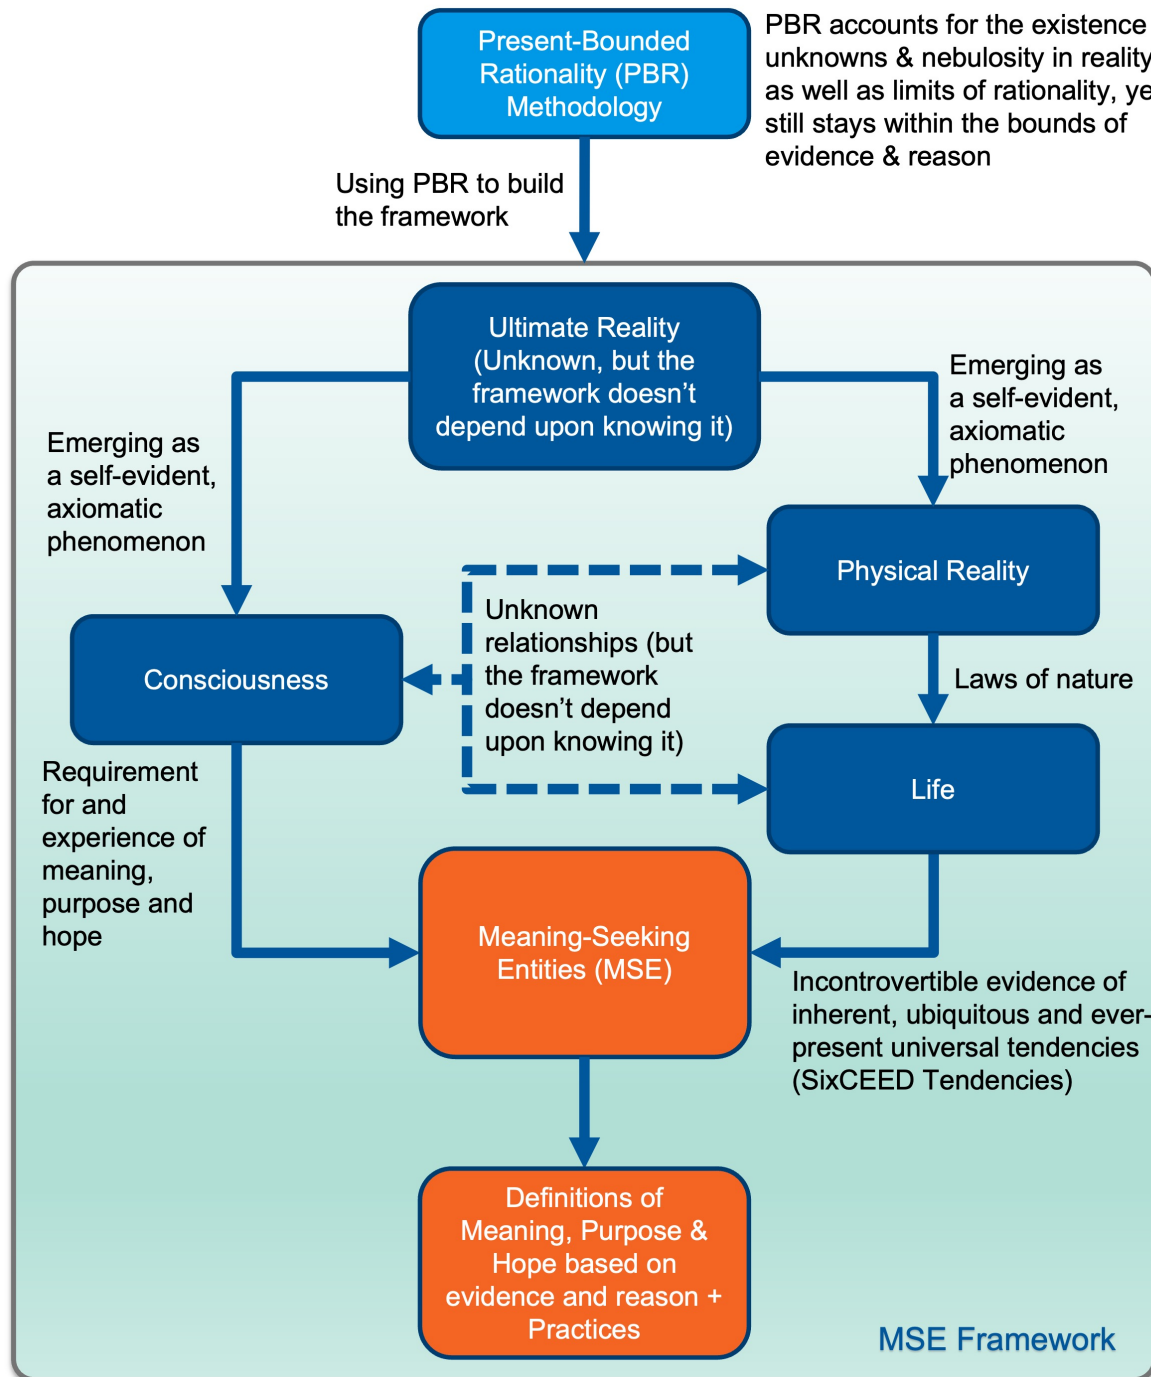 Present-Bounded
Rationality (PBR)
Methodology
PBR accounts for the existence
unknowns & nebulosity in reality
as well as limits of rationality, ye
still stays within the bounds of
evidence & reason
Using PBR to build
the framework
Ultimate Reality
(Unknown, but the
framework doesn’t
depend upon knowing it)
Emerging as
a self-evident,
axiomatic
phenomenon
Emerging as
a self-evident,
axiomatic
phenomenon
Physical Reality
Unknown
relationships (but
the framework
doesn’t depend
upon knowing it)
Consciousness
Laws of nature
Life
Requirement
for and
experience of
meaning,
purpose and
hope
Meaning-Seeking
Entities (MSE)
Incontrovertible evidence of
inherent, ubiquitous and ever-
present universal tendencies
(SixCEED Tendencies)
Definitions of
Meaning, Purpose &
Hope based on
evidence and reason +
Practices
MSE Framework